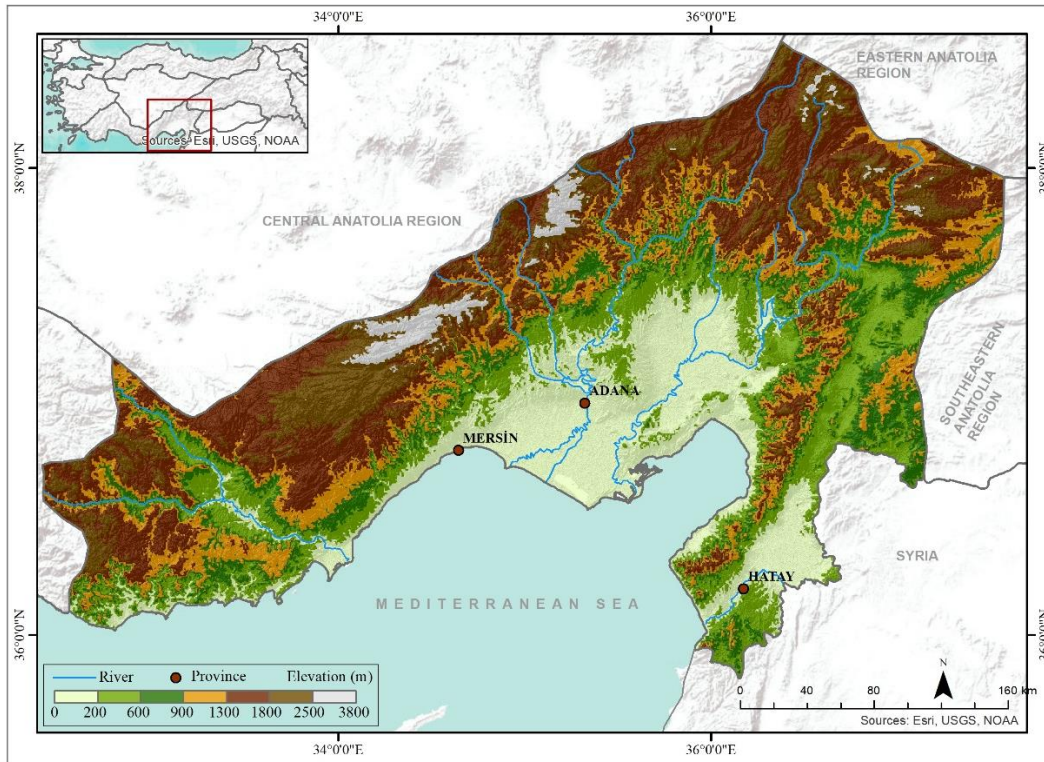 34°0'0"E
36°0'0"E
Sources: Esri, USGS, NOAA
EASTERN ANATOLIA
REGION
38°0'0"N
38°0'0"N
CENTRAL ANATOLIA REGION
SOUTHEASTERN
ANATOLIA
REGION
ADANA
MERSİN
SYRIA
HATAY
MEDITERRANEAN SEA
36°0'0"N
36°0'0"N
River
Province
Elevation (m)
0 200 600 900 1300 1800 2500 3800
N
0 40 80 160 km
Sources: Esri, USGS, NOAA
34°0'0"E
36°0'0"E